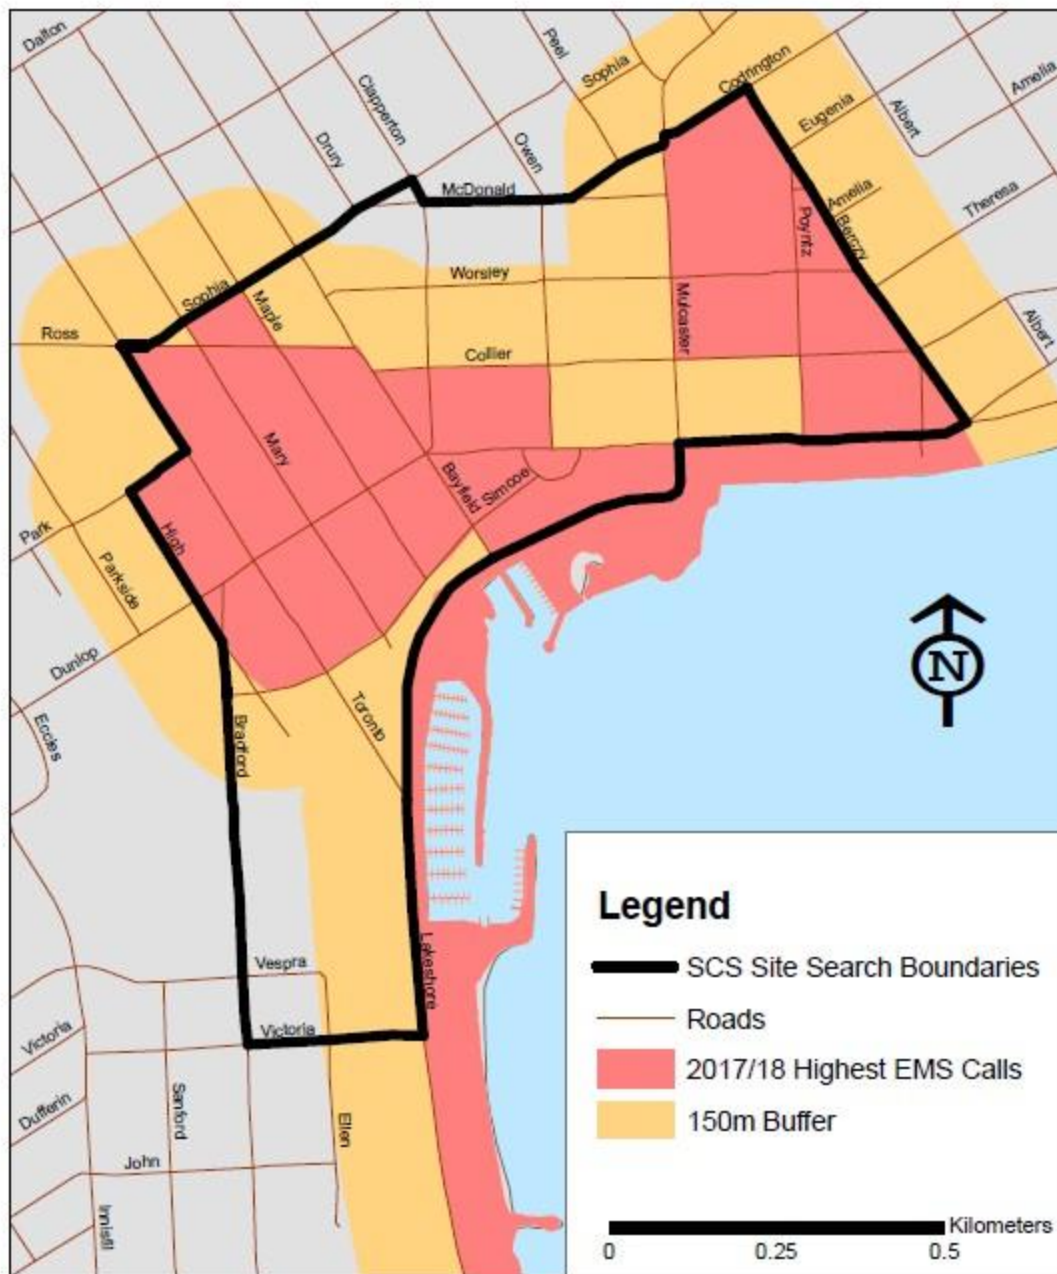 Dalton
Peel
Sophia
Codrington
Clapperton
Eugenia
Albert
Amelia
Drury
Owen
McDonald
Amelia
Theresa
Poyntz
Berczy
Worsley
Sophia
Maple
Mulcaster
Ross
Albert
Collier
Mary
Bayfield
Simcoe
Park
High
Parkside
Dunlop
Toronto
Eccles
Bradford
N
Lakeshore
Vespra
Victoria
Victoria
Sanford
Dufferin
Ellen
John
Innisfil
Legend
SCS Site Search Boundaries
Roads
2017/18 Highest EMS Calls
150m Buffer
Kilometers
0 0.25 0.5